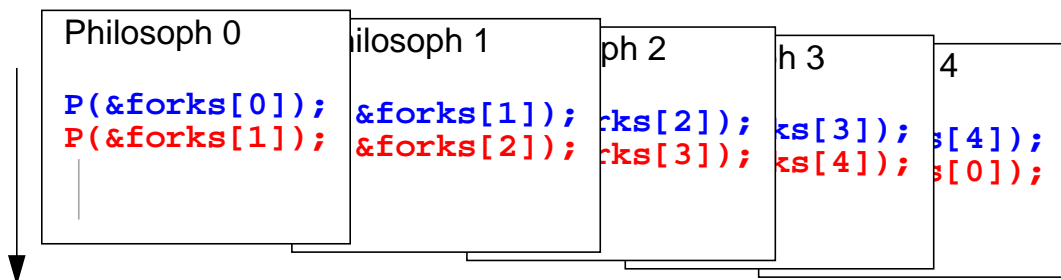 Philosoph 0
P(&forks[0]);
P(&forks[1]);
ilosoph 1
&forks[1]);
&forks[2]);
ph 2
rks[2]);
rks[3]);
h 3
ks[3]);
ks[4]);
4
s[4]);
s[0]);